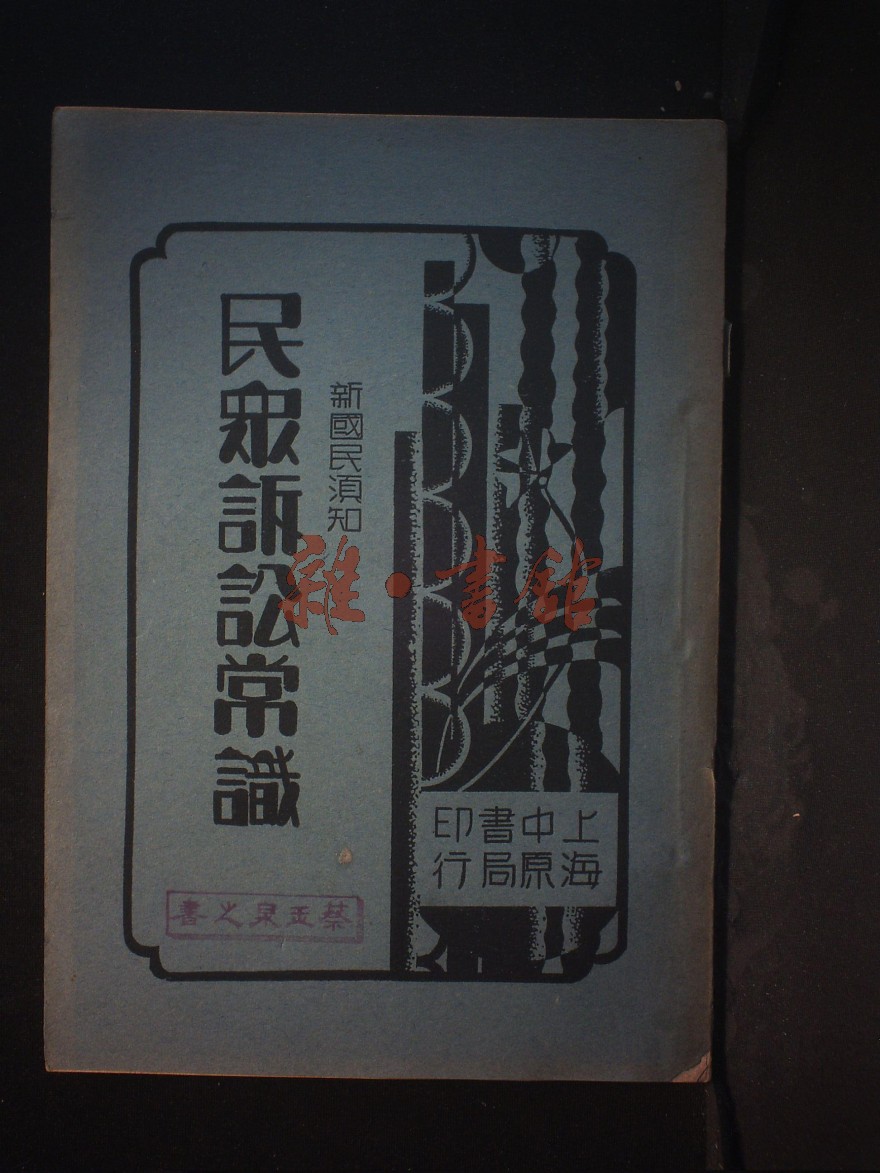 新國民須知
民眾訴訟常識
上海
中原
書局
印行
蔡玉泉之書
雜·書館